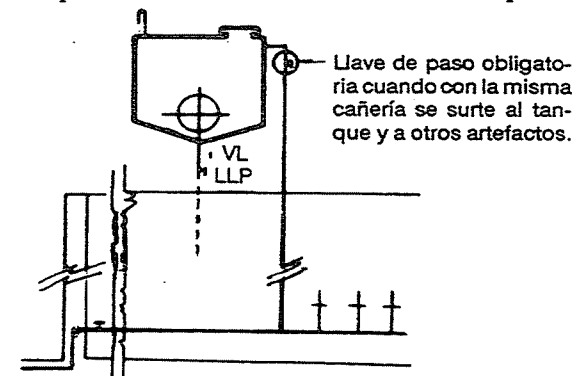 Llave de paso obligato-
ria cuando con la misma
cañería se surte al tan-
que y a otros artefactos.
VL
LLP